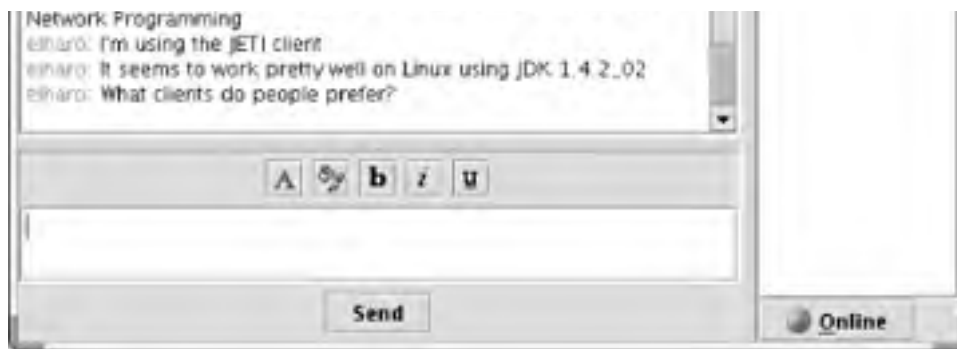 Network Programming
elharo: I'm using the JETI client
elharo: It seems to work pretty well on Linux using JDK 1.4.2_02
elharo: What clients do people prefer?
A b i u
Send
Online